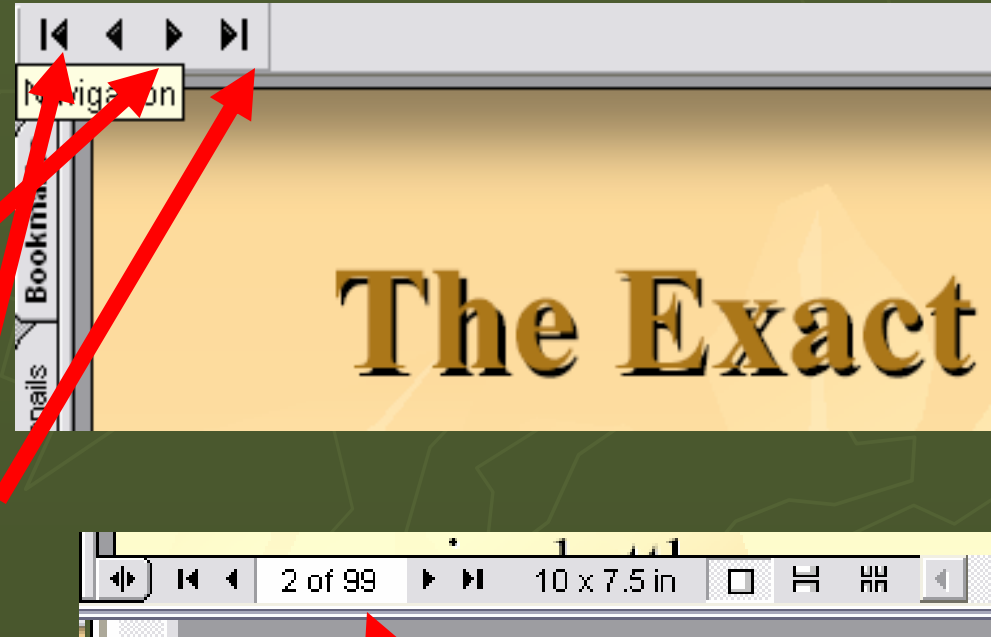 Navigation
Bookma
The Exact
nails
2 of 99
10 x 7.5 in